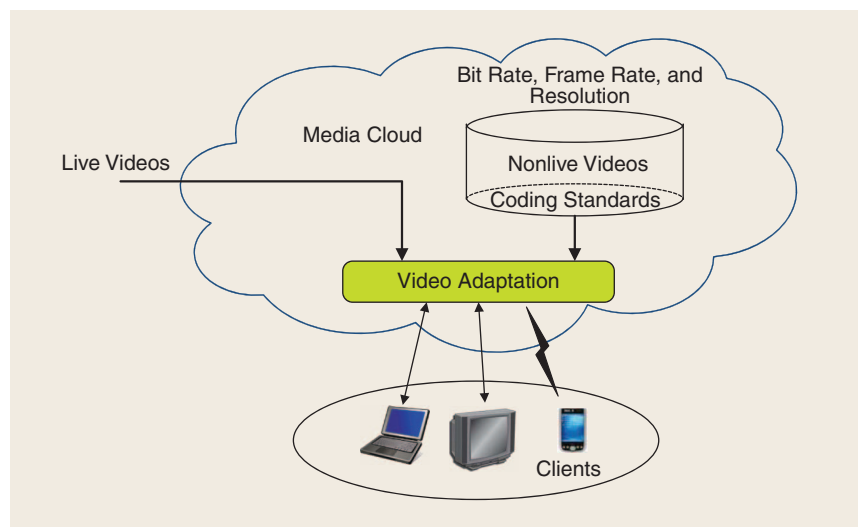 Bit Rate, Frame Rate, and
Resolution
Media Cloud
Live Videos
Nonlive Videos
Coding Standards
Video Adaptation
Clients